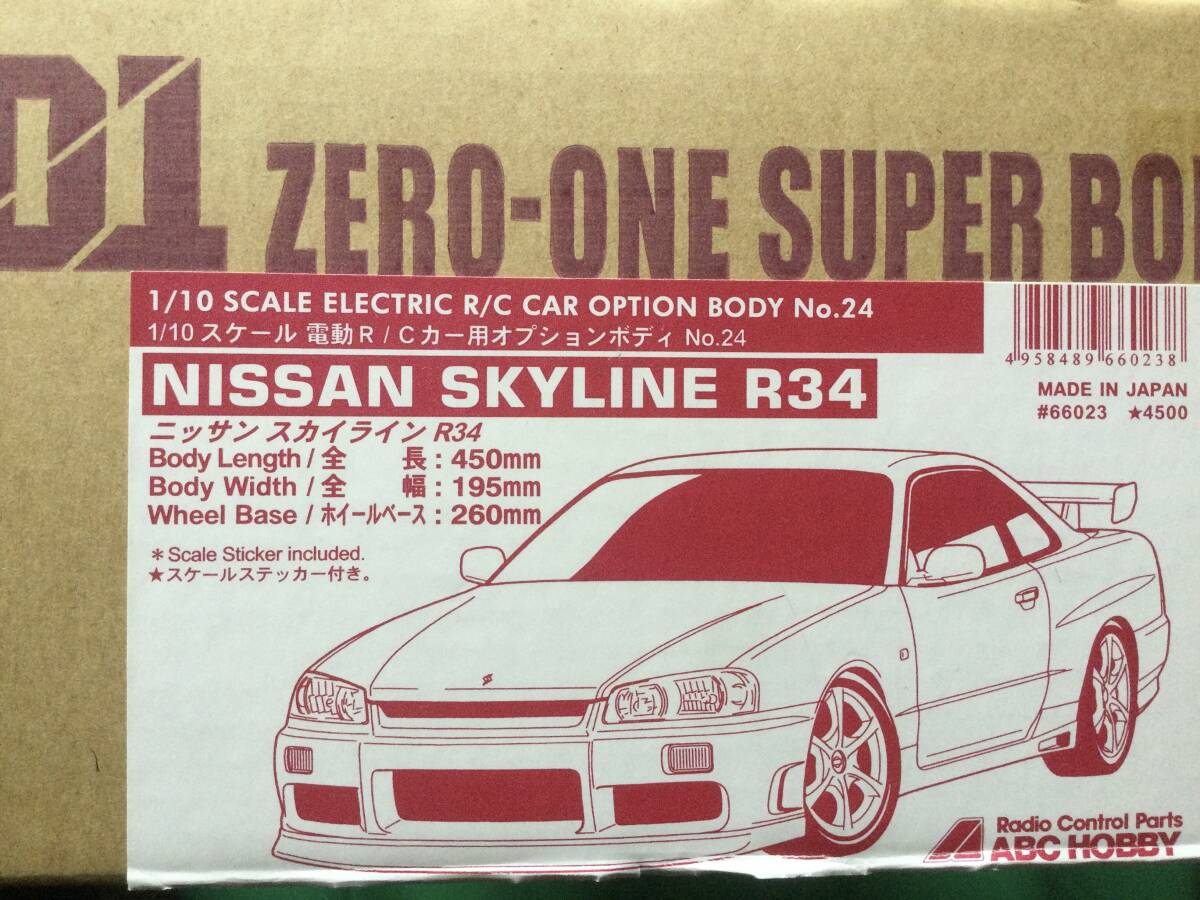 01 ZERO-ONE SUPER BO
1/10 SCALE ELECTRIC R/C CAR OPTION BODY No.24
1/10 スケール 電動R/Cカー用オプションボディ No.24
4 958489 660238
MADE IN JAPAN
#66023 ★4500
NISSAN SKYLINE R34
ニッサン スカイライン R34
Body Length / 全 長 : 450mm
Body Width / 全 幅 : 195mm
Wheel Base / ホイールベース : 260mm
＊Scale Sticker included.
★スケールステッカー付き。
Radio Control Parts
ABC HOBBY